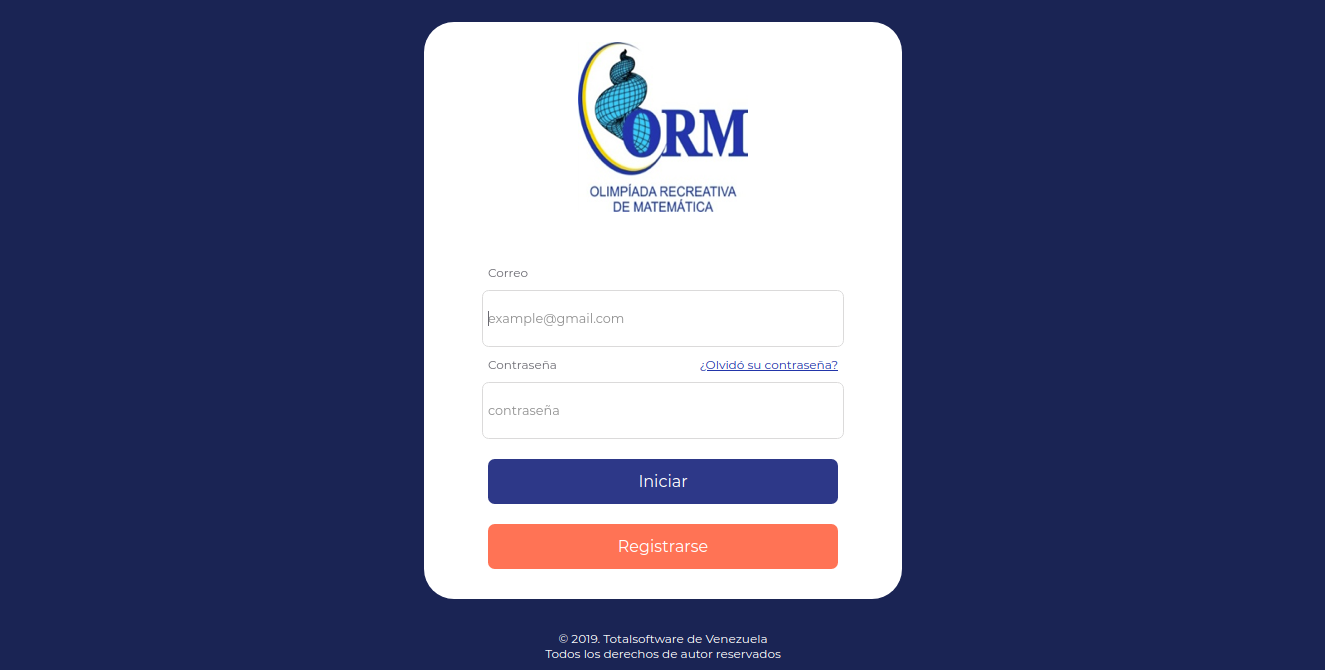 ORM
OLIMPÍADA RECREATIVA
DE MATEMÁTICA
Correo
example@gmail.com
Contraseña ¿Olvidó su contraseña?
contraseña
Iniciar
Registrarse
© 2019. Totalsoftware de Venezuela
Todos los derechos de autor reservados